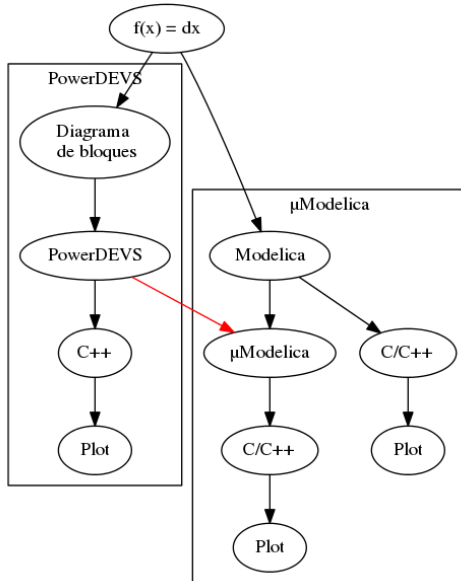 f(x) = dx
PowerDEVS
Diagrama
de bloques
PowerDEVS
C++
Plot
µModelica
Modelica
µModelica
C/C++
C/C++
Plot
Plot